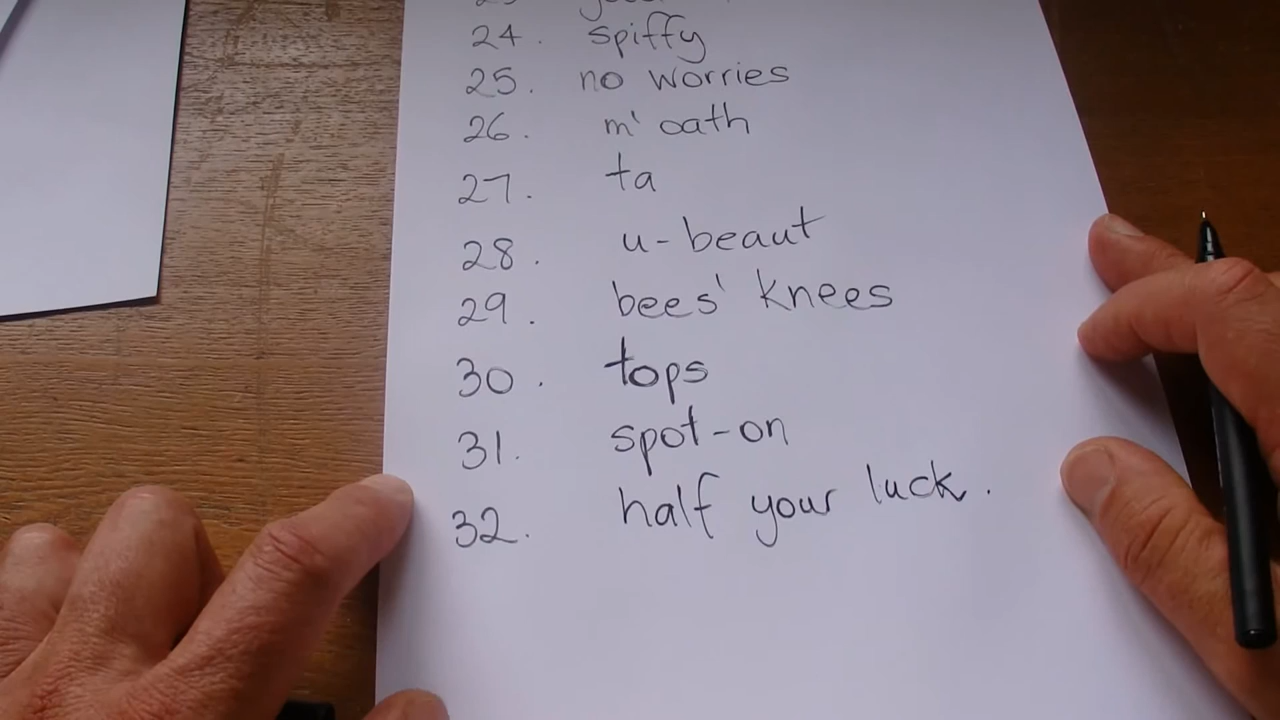 24. spiffy
25. no worries
26. m' oath
27. ta
28. u-beaut
29. bees' knees
30. tops
31. spot-on
32. half your luck.